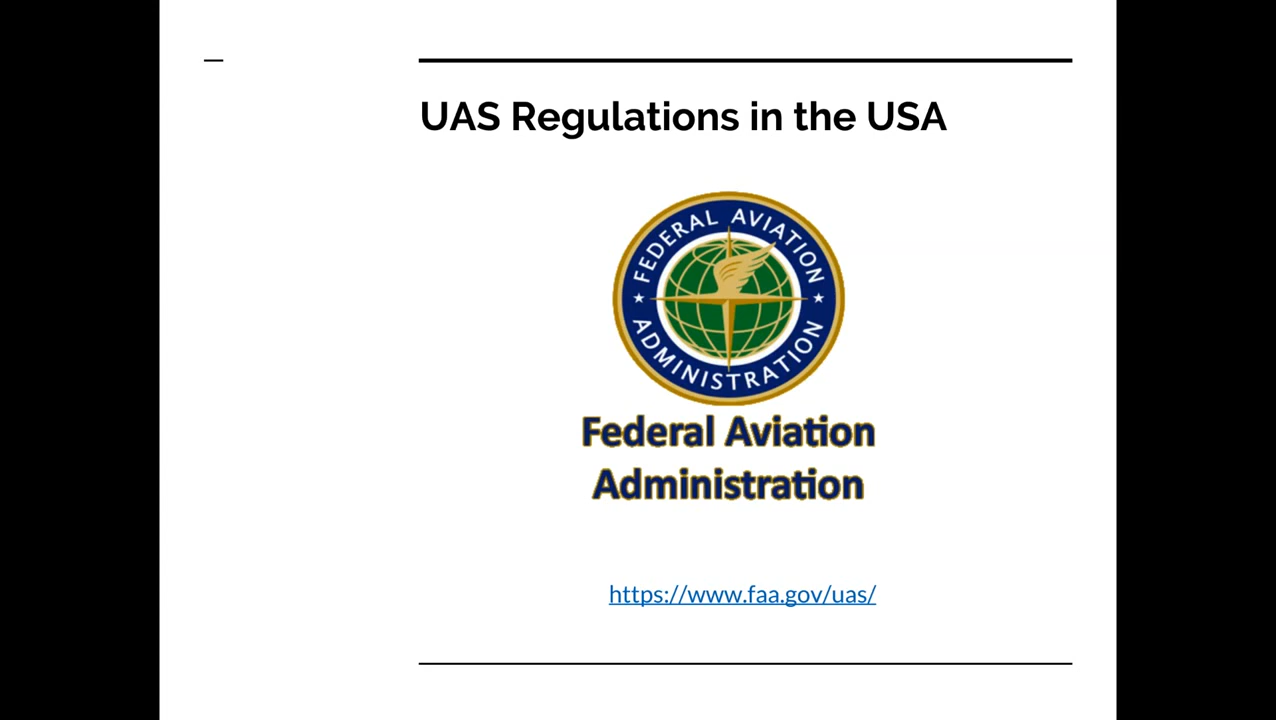 UAS Regulations in the USA
FEDERAL AVIATION
ADMINISTRATION
Federal Aviation
Administration
https://www.faa.gov/uas/